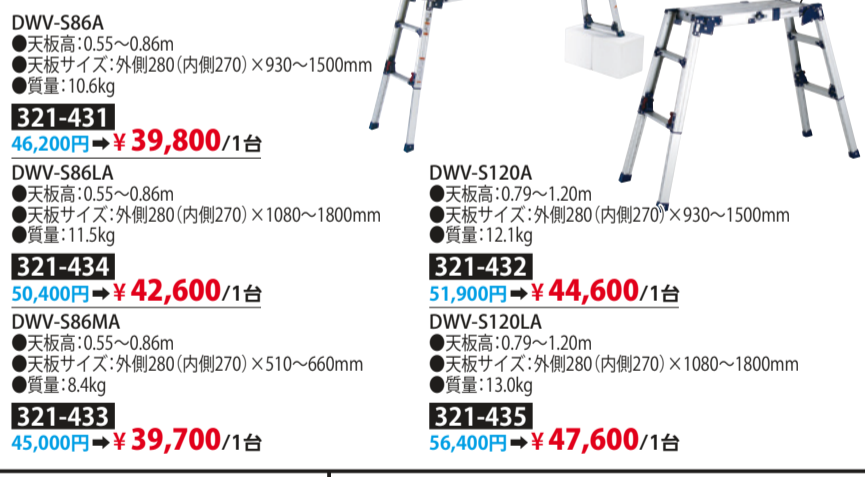 DWV-S86A
●天板高：0.55～0.86m
●天板サイズ：外側280（内側270）×930～1500mm
●質量：10.6kg
321-431
46,200円➡￥39,800/1台
DWV-S86LA
●天板高：0.55～0.86m
●天板サイズ：外側280（内側270）×1080～1800mm
●質量：11.5kg
321-434
50,400円➡￥42,600/1台
DWV-S86MA
●天板高：0.55～0.86m
●天板サイズ：外側280（内側270）×510～660mm
●質量：8.4kg
321-433
45,000円➡￥39,700/1台
DWV-S120A
●天板高：0.79～1.20m
●天板サイズ：外側280（内側270）×930～1500mm
●質量：12.1kg
321-432
51,900円➡￥44,600/1台
DWV-S120LA
●天板高：0.79～1.20m
●天板サイズ：外側280（内側270）×1080～1800mm
●質量：13.0kg
321-435
56,400円➡￥47,600/1台